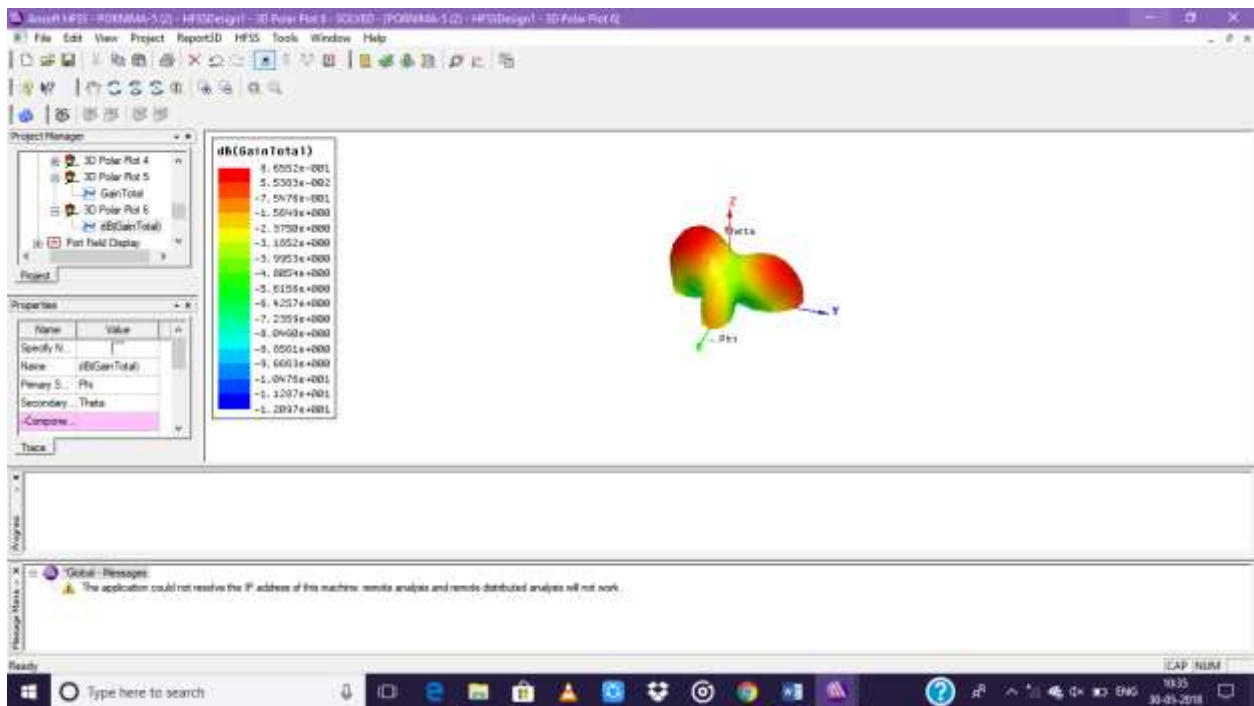 Ansoft HFSS - PORNIMA-5 (2) - HFSSDesign1 - 3D Polar Plot 6 - SOLVED - [PORNIMA-5 (2) - HFSSDesign1 - 3D Polar Plot 6]
File Edit View Project Report3D HFSS Tools Window Help
Project Manager
3D Polar Plot 4
3D Polar Plot 5
GainTotal
3D Polar Plot 6
dB(GainTotal)
Port Field Display
Project
Properties
Name Value
Specify N...
Name dB(GainTotal)
Primary S... Phi
Secondary ... Theta
-Compone...
Trace
dB(GainTotal)
5.5303e-002
-7.5476e-001
-1.5649e+000
-2.3750e+000
-3.1852e+000
-3.9953e+000
-4.8054e+000
-5.6156e+000
-6.4257e+000
-7.2359e+000
-8.0460e+000
-8.8561e+000
-9.6663e+000
-1.0476e+001
-1.1287e+001
-1.2097e+001
Z
Theta
Y
Phi
Progress
*Global - Messages
The application could not resolve the IP address of this machine: remote analysis and remote distributed analysis will not work.
Ready
CAP NUM
Type here to search
ENG
10:35
30-05-2018